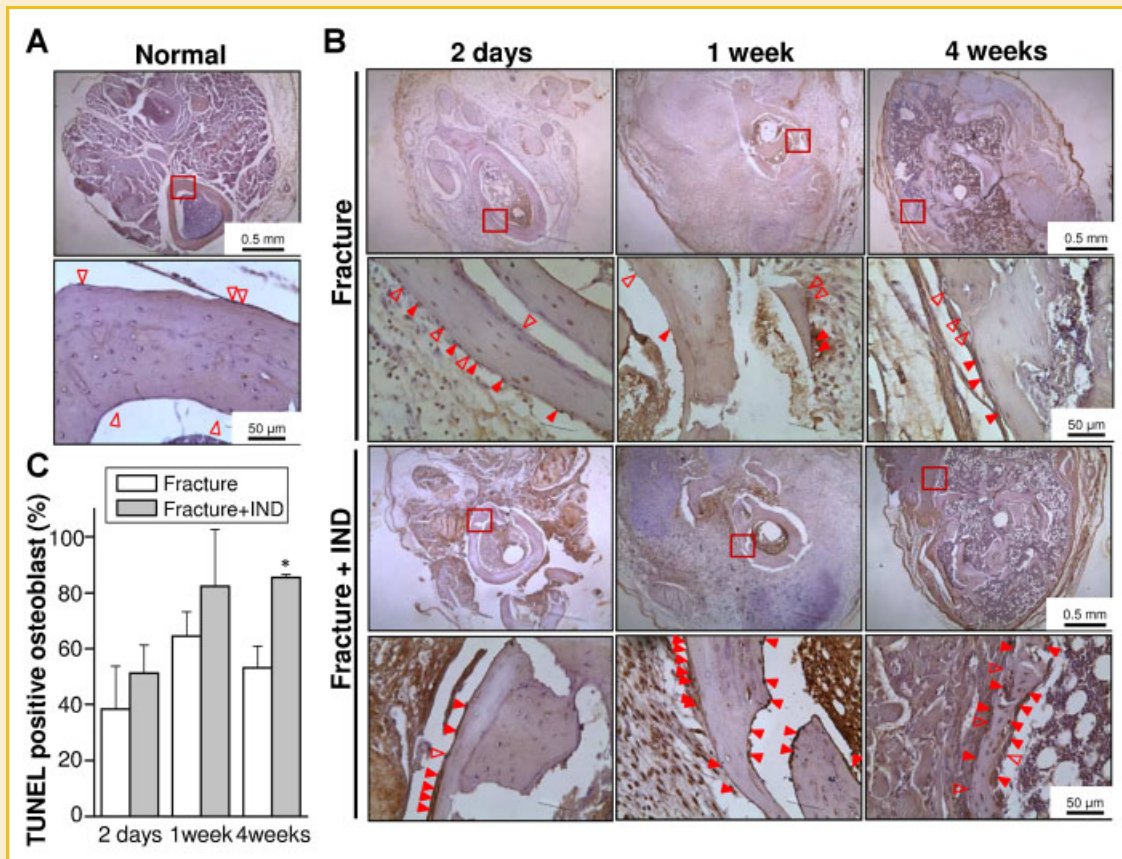 A
Normal
0.5 mm
50 µm
B
2 days
1 week
4 weeks
Fracture
0.5 mm
50 µm
Fracture + IND
0.5 mm
50 µm
C
Fracture
Fracture+IND
TUNEL positive osteoblast (%)
100
80
60
40
20
0
*
2 days
1week
4weeks